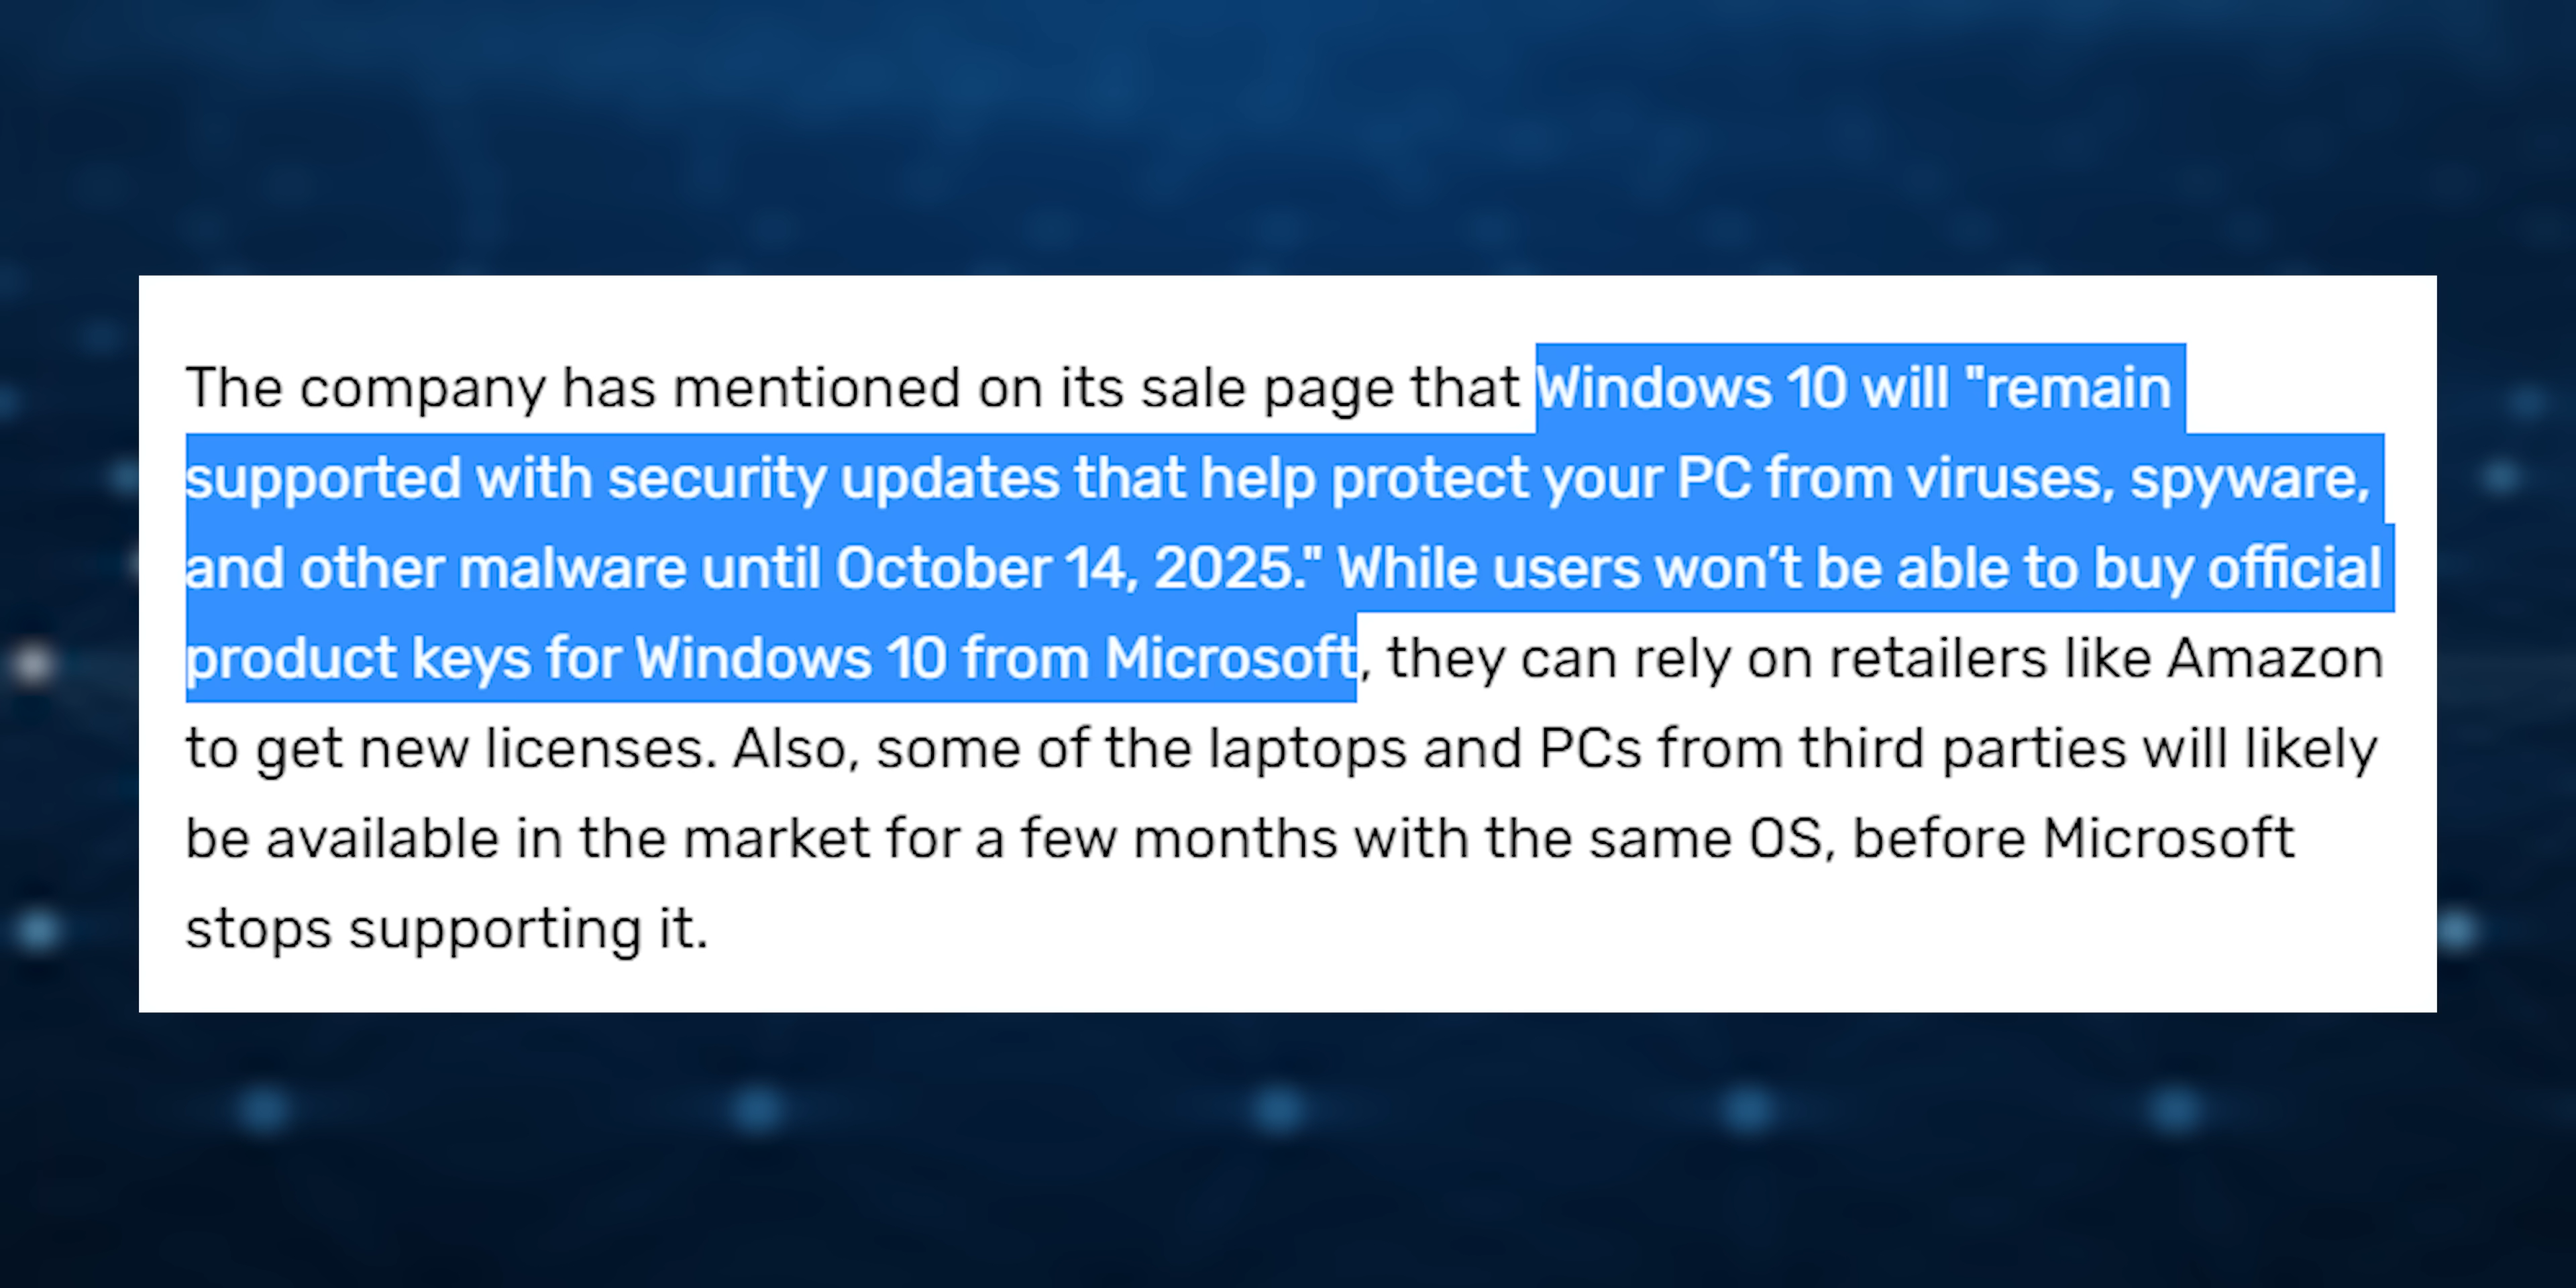 The company has mentioned on its sale page that Windows 10 will "remain
supported with security updates that help protect your PC from viruses, spyware,
and other malware until October 14, 2025." While users won’t be able to buy official
product keys for Windows 10 from Microsoft, they can rely on retailers like Amazon
to get new licenses. Also, some of the laptops and PCs from third parties will likely
be available in the market for a few months with the same OS, before Microsoft
stops supporting it.